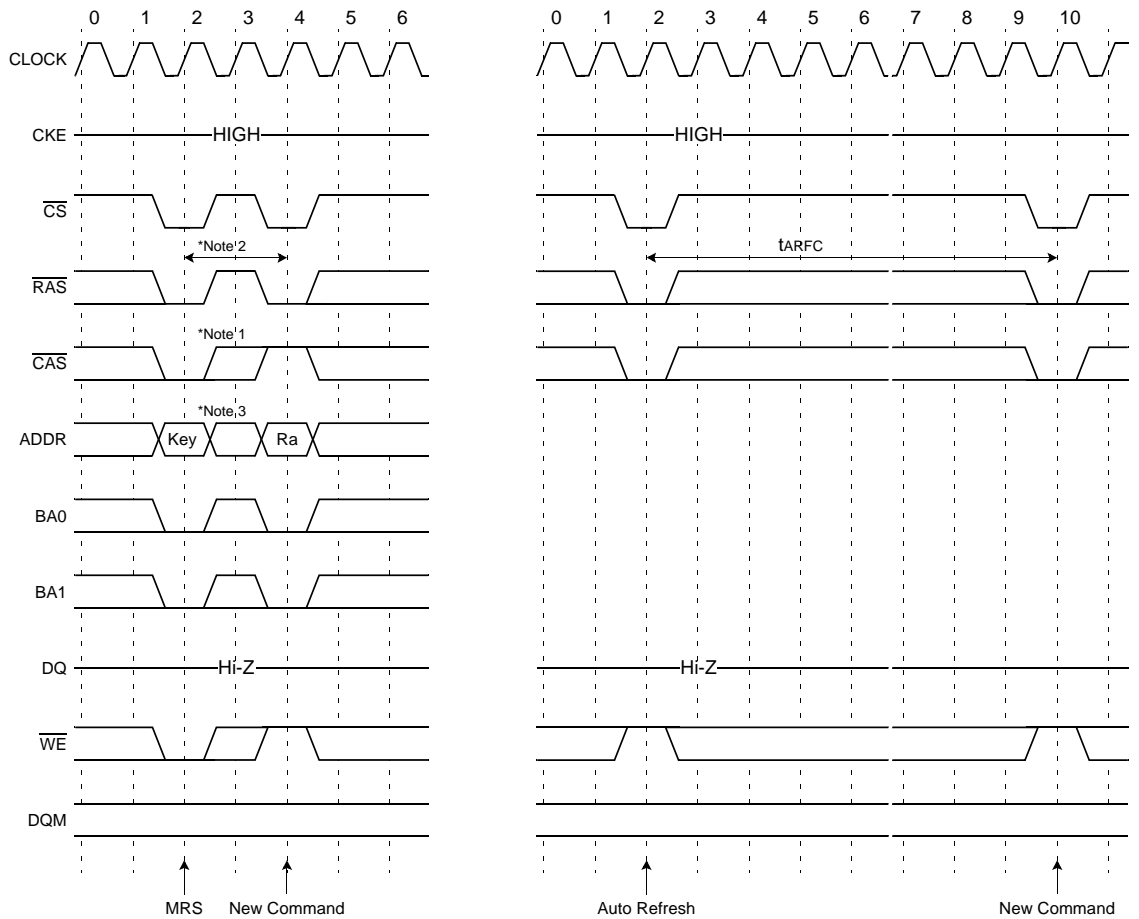 0 1 2 3 4 5 6
0 1 2 3 4 5 6 7 8 9 10
CLOCK
CKE HIGH HIGH
CS
*Note 2 tARFC
RAS
*Note 1
CAS
*Note 3
ADDR Key Ra
BA0
BA1
DQ Hi-Z Hi-Z
WE
DQM
MRS New Command Auto Refresh New Command